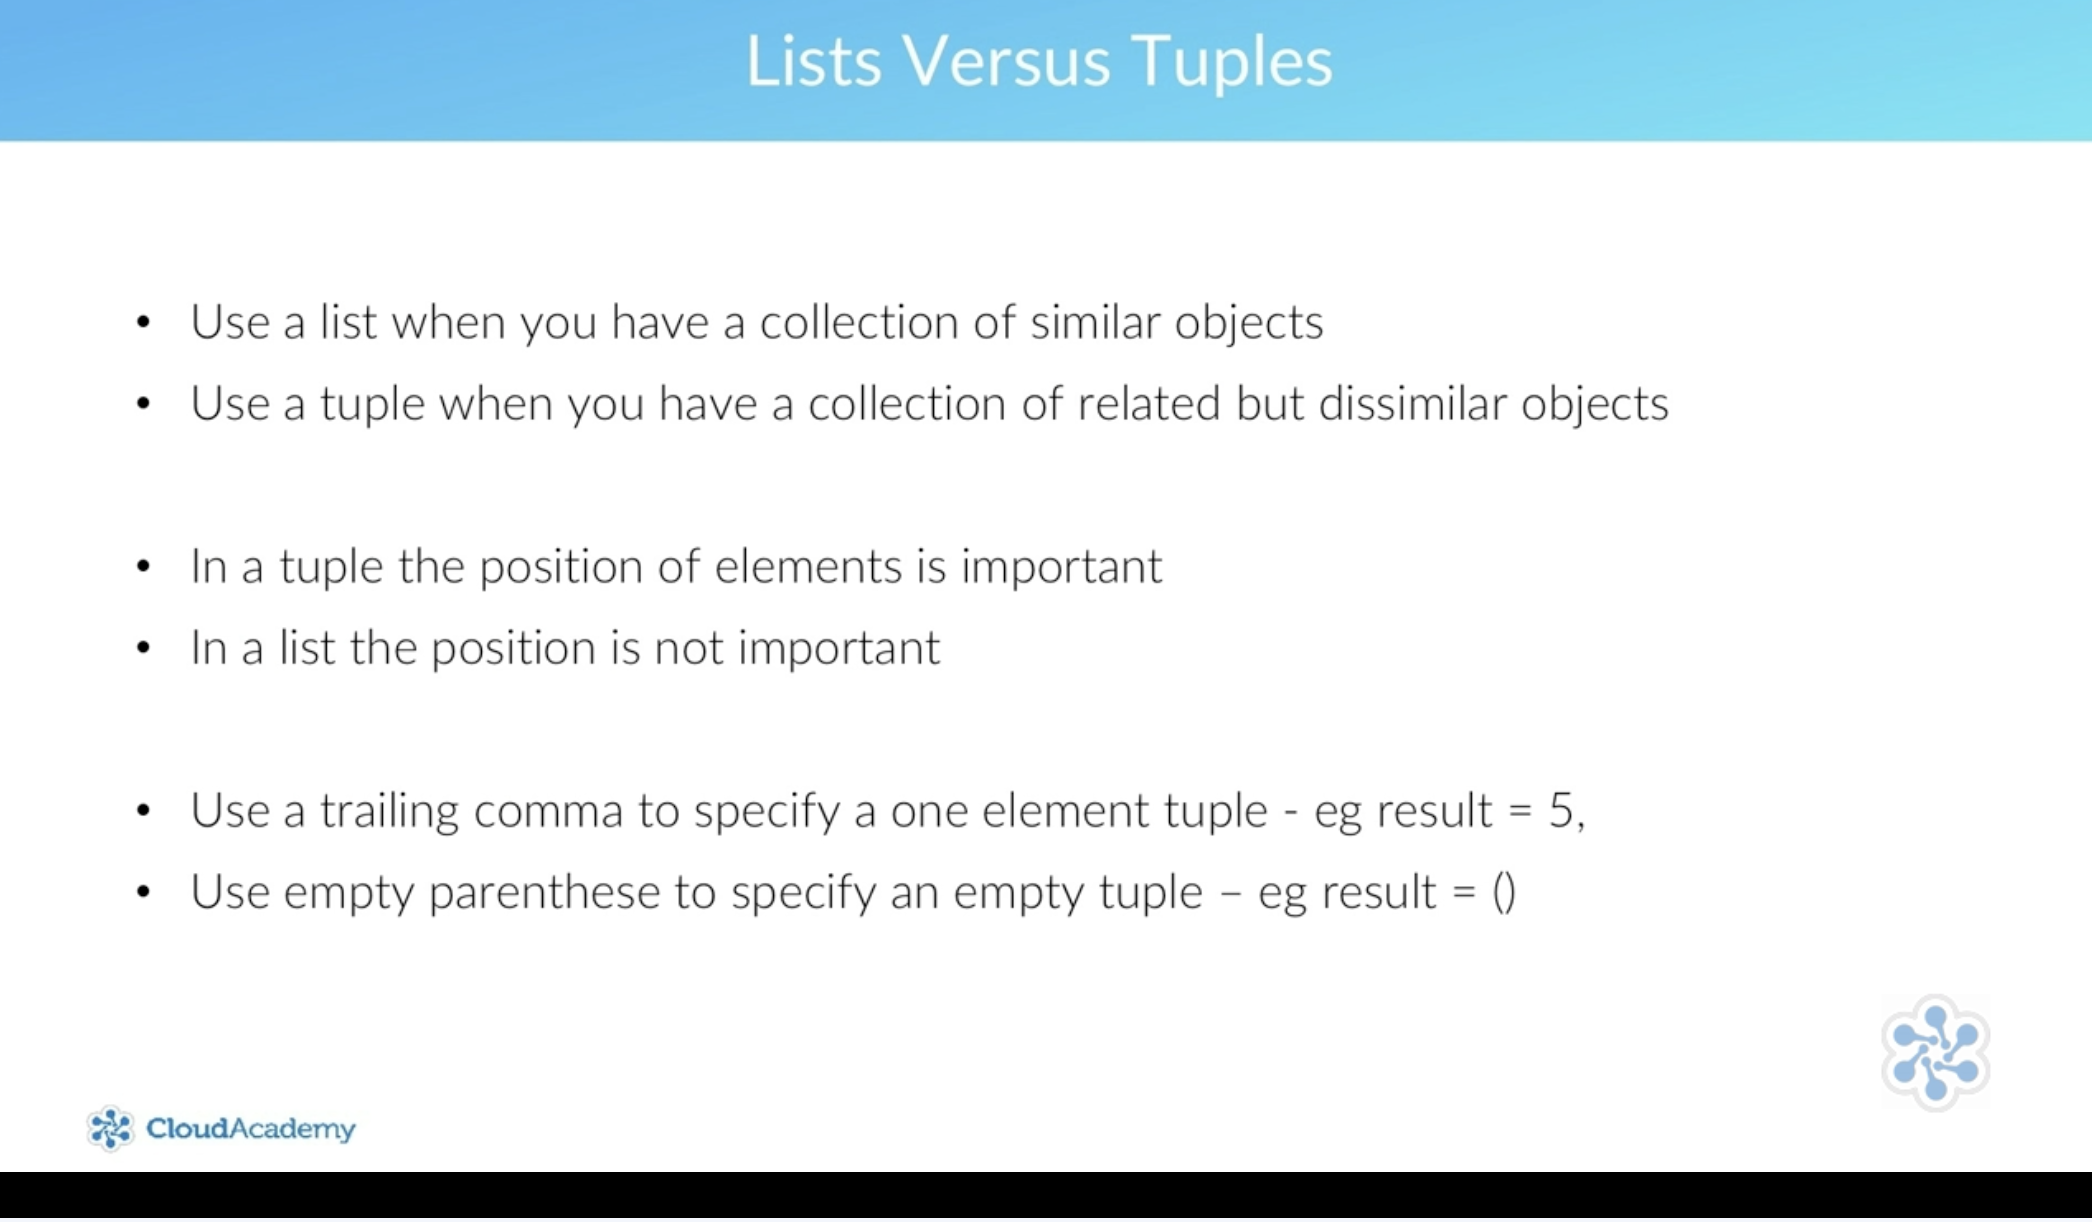 Lists Versus Tuples
• Use a list when you have a collection of similar objects
• Use a tuple when you have a collection of related but dissimilar objects
• In a tuple the position of elements is important
• In a list the position is not important
• Use a trailing comma to specify a one element tuple - eg result = 5,
• Use empty parenthese to specify an empty tuple – eg result = ()
CloudAcademy